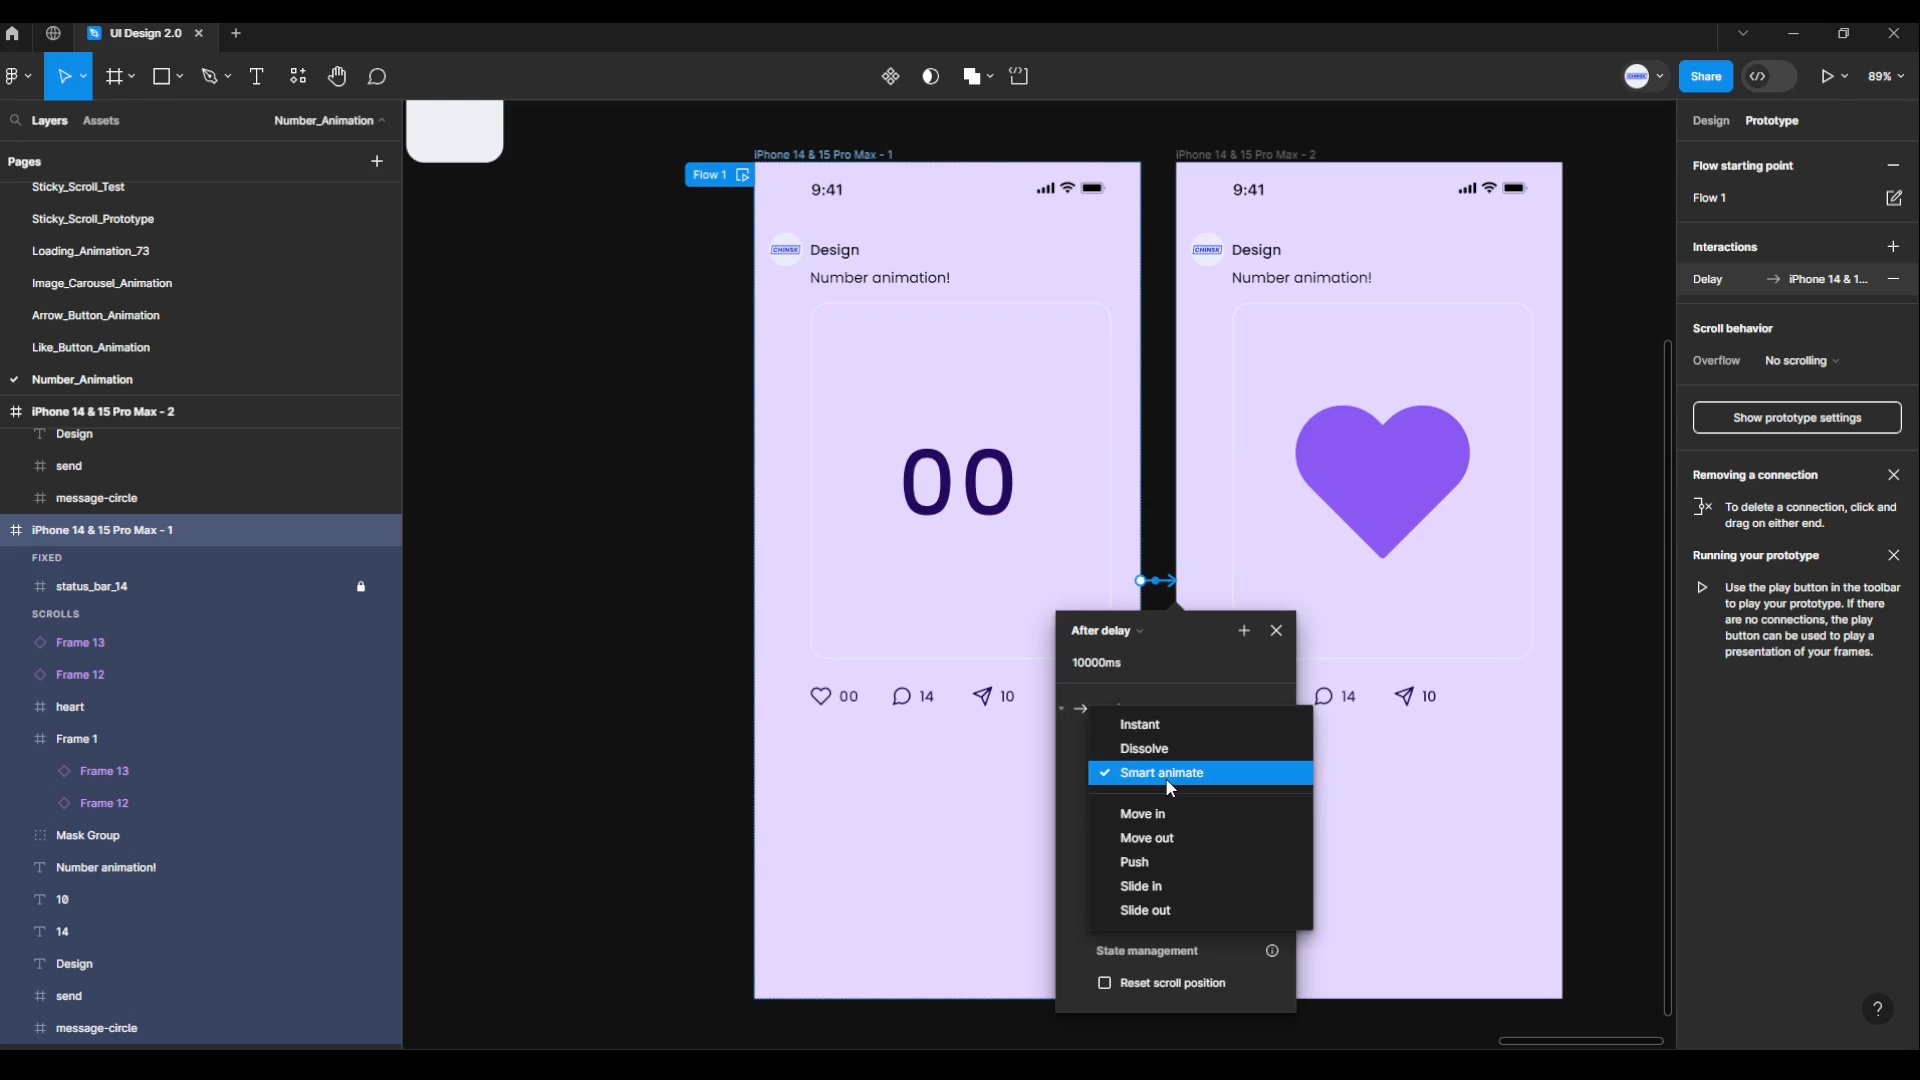 UI Design 2.0
Share
89%
Layers
Assets
Number_Animation
Pages
Sticky_Scroll_Test
Sticky_Scroll_Prototype
Loading_Animation_73
Image_Carousel_Animation
Arrow_Button_Animation
Like_Button_Animation
Number_Animation
iPhone 14 & 15 Pro Max - 2
Design
send
message-circle
iPhone 14 & 15 Pro Max - 1
FIXED
status_bar_14
SCROLLS
Frame 13
Frame 12
heart
Frame 1
Frame 13
Frame 12
Mask Group
Number animation!
10
14
Design
send
message-circle
iPhone 14 & 15 Pro Max - 1
Flow 1
9:41
CHINSK
Design
Number animation!
00
00
14
10
iPhone 14 & 15 Pro Max - 2
9:41
CHINSK
Design
Number animation!
14
10
After delay
10000ms
Instant
Dissolve
Smart animate
Move in
Move out
Push
Slide in
Slide out
State management
Reset scroll position
Design
Prototype
Flow starting point
Flow 1
Interactions
Delay
iPhone 14 & 1...
Scroll behavior
Overflow
No scrolling
Show prototype settings
Removing a connection
To delete a connection, click and
drag on either end.
Running your prototype
Use the play button in the toolbar
to play your prototype. If there
are no connections, the play
button can be used to play a
presentation of your frames.
?